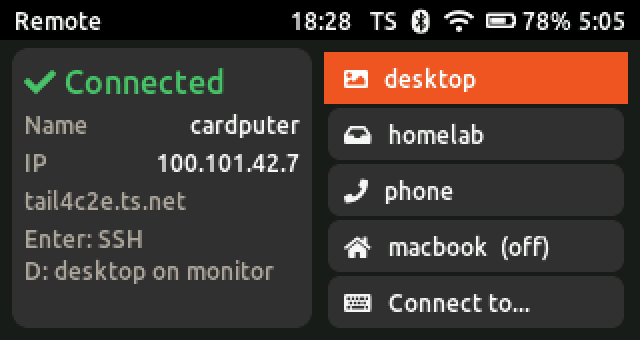 Remote 18:28 TS 78% 5:05
Connected
Name cardputer
IP 100.101.42.7
tail4c2e.ts.net
Enter: SSH
D: desktop on monitor
desktop
homelab
phone
macbook (off)
Connect to...